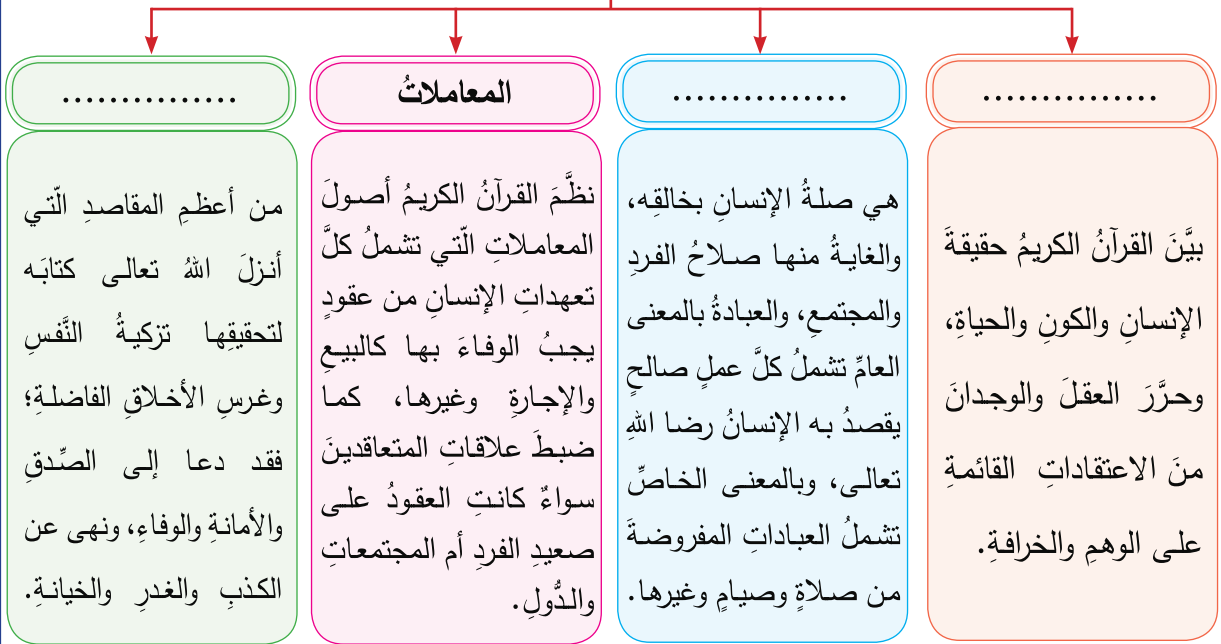 ...............
بيَّنَ القرآنُ الكريمُ حقيقةَ
الإنسانِ والكونِ والحياةِ،
وحرَّرَ العقلَ والوجدانَ
منَ الاعتقاداتِ القائمةِ
على الوهمِ والخرافةِ.
...............
هي صلةُ الإنسانِ بخالقِه،
والغايةُ منها صلاحُ الفردِ
والمجتمعِ، والعبادةُ بالمعنى
العامِّ تشملُ كلَّ عملٍ صالحٍ
يقصدُ به الإنسانُ رضا اللهِ
تعالى، وبالمعنى الخاصِّ
تشملُ العباداتِ المفروضةَ
من صلاةٍ وصيامٍ وغيرها.
المعاملاتُ
نظَّمَ القرآنُ الكريمُ أصولَ
المعاملاتِ الّتي تشملُ كلَّ
تعهداتِ الإنسانِ من عقودٍ
يجبُ الوفاءَ بها كالبيعِ
والإجارةِ وغيرها، كما
ضبطَ علاقاتِ المتعاقدينَ
سواءٌ كانتِ العقودُ على
صعيدِ الفردِ أم المجتمعاتِ
والدُّولِ.
...............
من أعظمِ المقاصدِ الّتي
أنزلَ اللهُ تعالى كتابَه
لتحقيقِها تزكيةُ النَّفسِ
وغرسِ الأخلاقِ الفاضلةِ؛
فقد دعا إلى الصِّدقِ
والأمانةِ والوفاءِ، ونهى عن
الكذبِ والغدرِ والخيانةِ.